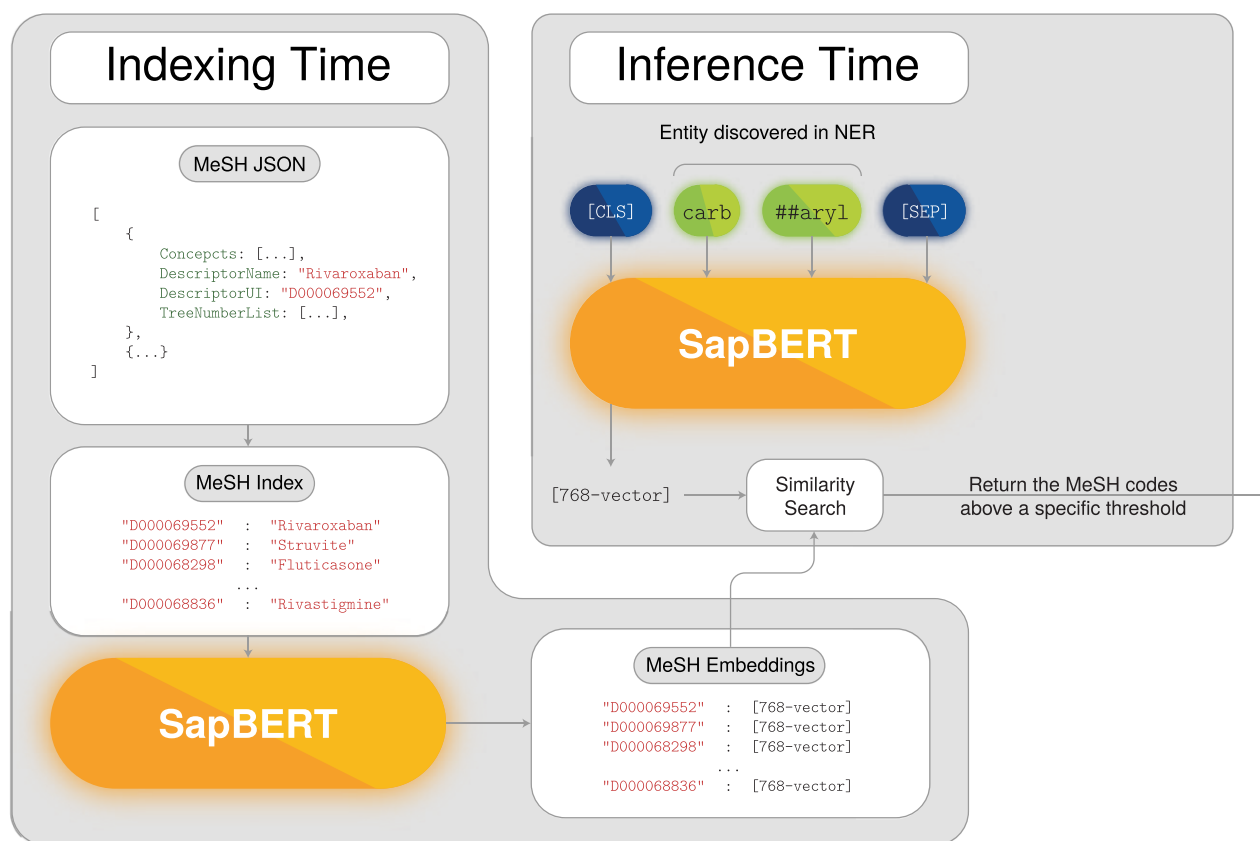 Indexing Time
MeSH JSON
[
{
Concepcts: [...],
DescriptorName: "Rivaroxaban",
DescriptorUI: "D000069552",
TreeNumberList: [...],
},
{...}
]
MeSH Index
"D000069552" : "Rivaroxaban"
"D000069877" : "Struvite"
"D000068298" : "Fluticasone"
...
"D000068836" : "Rivastigmine"
SapBERT
MeSH Embeddings
"D000069552" : [768-vector]
"D000069877" : [768-vector]
"D000068298" : [768-vector]
...
"D000068836" : [768-vector]
Inference Time
Entity discovered in NER
[CLS] carb ##aryl [SEP]
SapBERT
[768-vector]
Similarity
Search
Return the MeSH codes
above a specific threshold